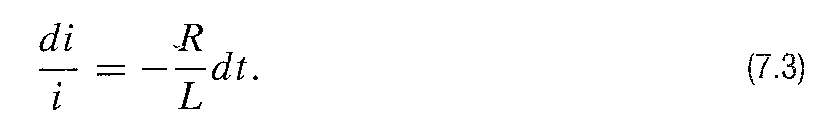 di/i = -R/L dt. (7.3)